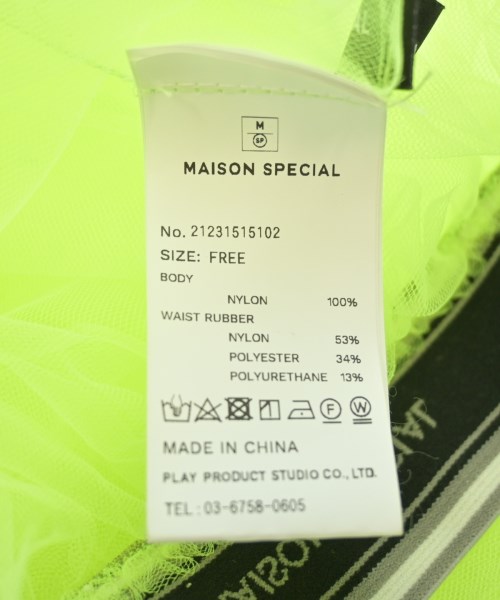 M
SP
MAISON SPECIAL
No. 21231515102
SIZE: FREE
BODY
NYLON 100%
WAIST RUBBER
NYLON 53%
POLYESTER 34%
POLYURETHANE 13%
F W
MADE IN CHINA
PLAY PRODUCT STUDIO CO., LTD.
TEL : 03-6758-0605